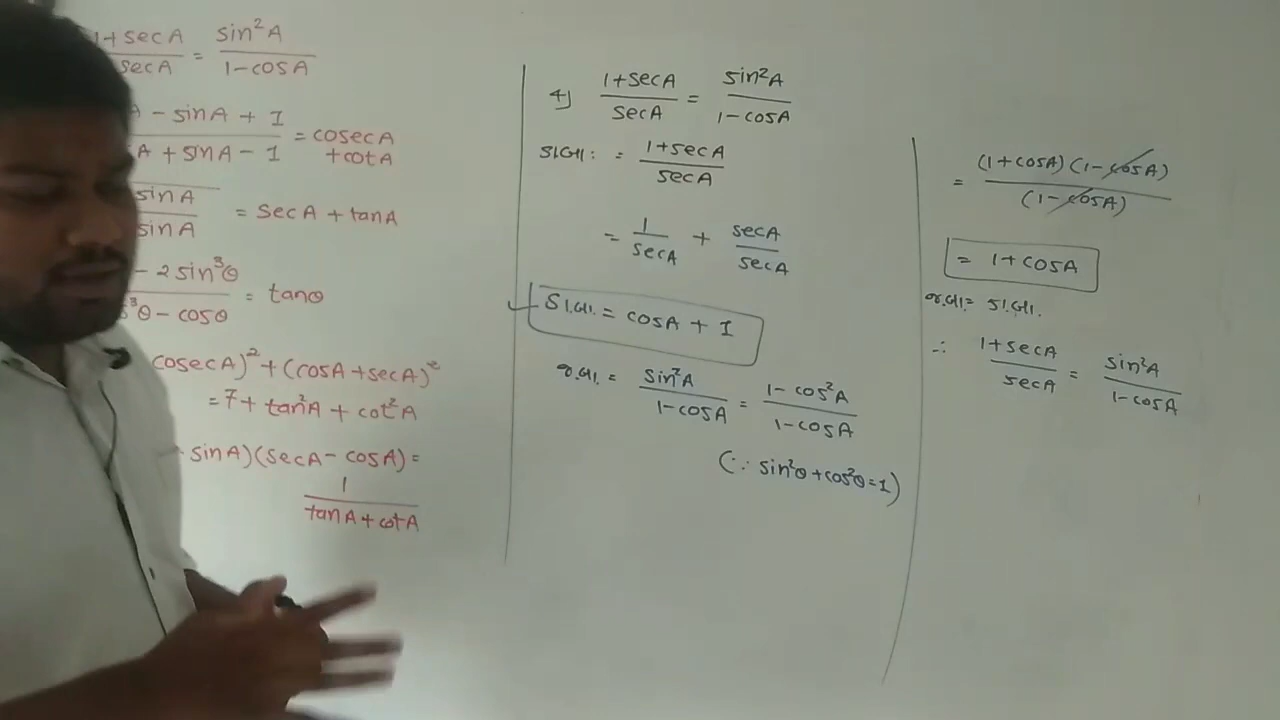 1+secA / secA = sin²A / 1-cosA
A - sinA + 1 / A + sinA - 1 = cosecA + cotA
sinA / sinA = secA + tanA
- 2sin³θ / ³θ - cosθ = tanθ
cosecA)² + (cosA + secA)²
= 7 + tan²A + cot²A
sinA)(secA - cosA) =
1 / tanA + cotA
4) 1+secA / secA = sin²A / 1-cosA
ડા.બા. : = 1+secA / secA
= 1 / secA + secA / secA
ડા.બા. = cosA + 1
જ.બા. = sin²A / 1-cosA = 1-cos²A / 1-cosA
(∵ sin²θ + cos²θ = 1)
= (1+cosA)(1-cosA) / (1-cosA)
= 1+cosA
જ.બા. = ડા.બા.
∴ 1+secA / secA = sin²A / 1-cosA